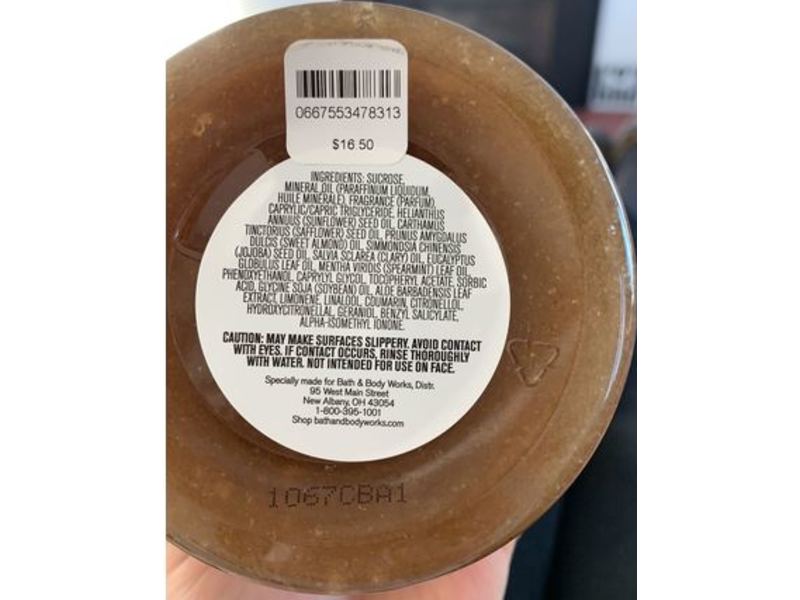 0667553478313
$16.50
INGREDIENTS: SUCROSE,
MINERAL OIL (PARAFFINUM LIQUIDUM,
HUILE MINERALE), FRAGRANCE (PARFUM),
CAPRYLIC/CAPRIC TRIGLYCERIDE, HELIANTHUS
ANNUUS (SUNFLOWER) SEED OIL, CARTHAMUS
TINCTORIUS (SAFFLOWER) SEED OIL, PRUNUS AMYGDALUS
DULCIS (SWEET ALMOND) OIL, SIMMONDSIA CHINENSIS
(JOJOBA) SEED OIL, SALVIA SCLAREA (CLARY) OIL, EUCALYPTUS
GLOBULUS LEAF OIL, MENTHA VIRIDIS (SPEARMINT) LEAF OIL,
PHENOXYETHANOL, CAPRYLYL GLYCOL, TOCOPHERYL ACETATE, SORBIC
ACID, GLYCINE SOJA (SOYBEAN) OIL, ALOE BARBADENSIS LEAF
EXTRACT, LIMONENE, LINALOOL, COUMARIN, CITRONELLOL,
HYDROXYCITRONELLAL, GERANIOL, BENZYL SALICYLATE,
ALPHA-ISOMETHYL IONONE.
CAUTION: MAY MAKE SURFACES SLIPPERY. AVOID CONTACT
WITH EYES. IF CONTACT OCCURS, RINSE THOROUGHLY
WITH WATER. NOT INTENDED FOR USE ON FACE.
Specially made for Bath & Body Works, Distr.
95 West Main Street
New Albany, OH 43054
1-800-395-1001
Shop bathandbodyworks.com
1067CBA1